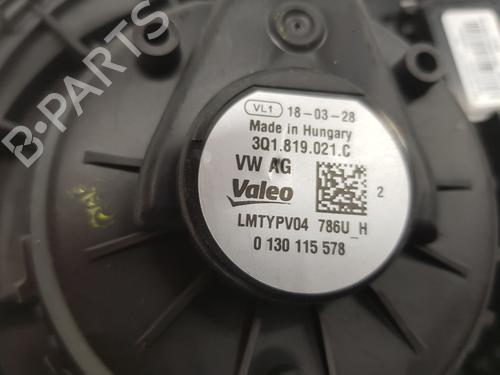 B-PARTS
VL1 18-03-28
Made in Hungary
3Q1.819.021.C
VW AG
Valeo
2
LMTYPV04 786U_H
0 130 115 578